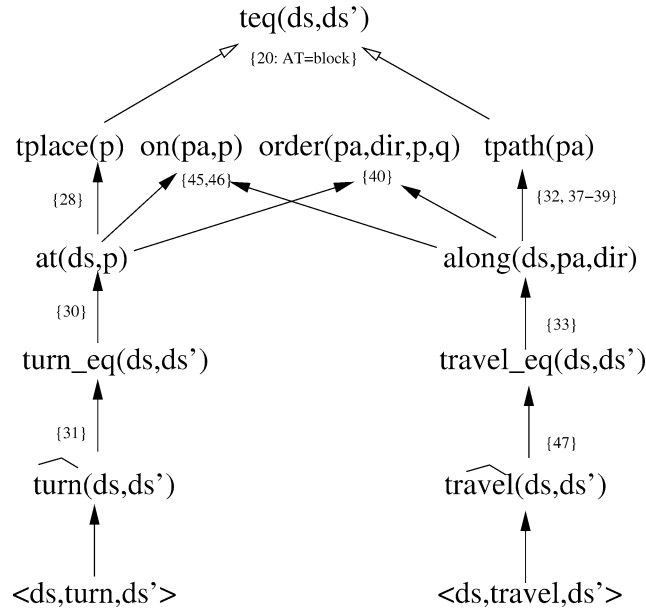 teq(ds,ds’)
{20: AT=block}
tplace(p) on(pa,p) order(pa,dir,p,q) tpath(pa)
{28} {45,46} {40} {32, 37−39}
at(ds,p) along(ds,pa,dir)
{30} {33}
turn_eq(ds,ds’) travel_eq(ds,ds’)
{31} {47}
turn(ds,ds’) travel(ds,ds’)
<ds,turn,ds’> <ds,travel,ds’>